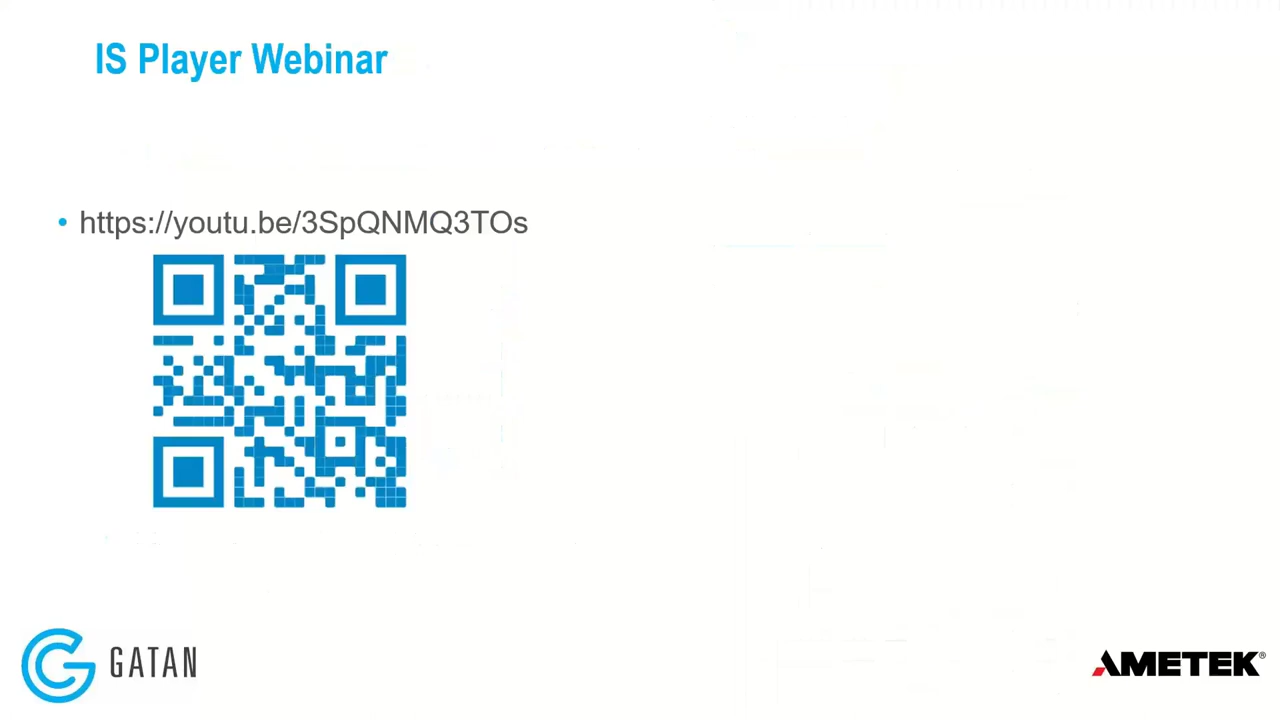 IS Player Webinar
• https://youtu.be/3SpQNMQ3TOs
GATAN
AMETEK®